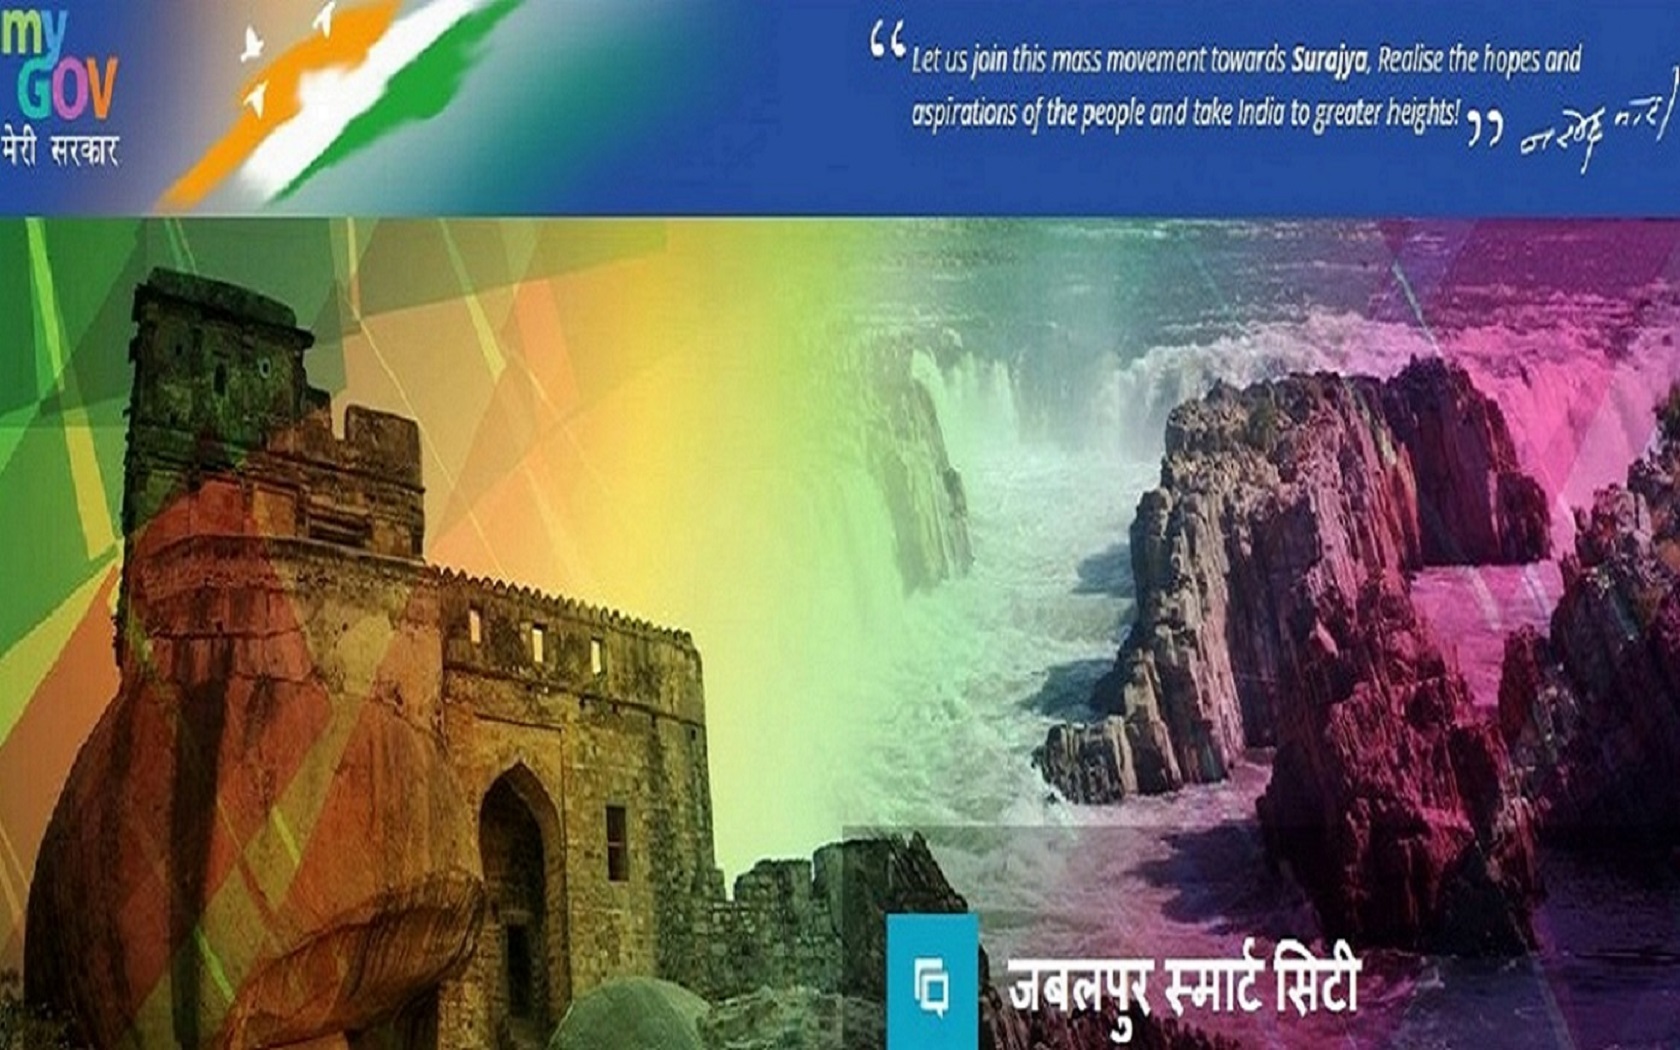 my
GOV
मेरी सरकार
“ Let us join this mass movement towards Surajya, Realise the hopes and
aspirations of the people and take India to greater heights! ”
जबलपुर स्मार्ट सिटी